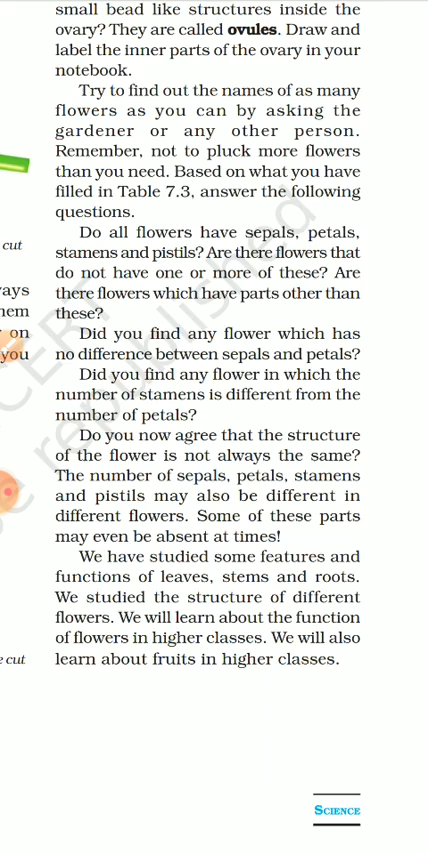 small bead like structures inside the
ovary? They are called ovules. Draw and
label the inner parts of the ovary in your
notebook.
Try to find out the names of as many
flowers as you can by asking the
gardener or any other person.
Remember, not to pluck more flowers
than you need. Based on what you have
filled in Table 7.3, answer the following
questions.
Do all flowers have sepals, petals,
stamens and pistils? Are there flowers that
do not have one or more of these? Are
there flowers which have parts other than
these?
Did you find any flower which has
no difference between sepals and petals?
Did you find any flower in which the
number of stamens is different from the
number of petals?
Do you now agree that the structure
of the flower is not always the same?
The number of sepals, petals, stamens
and pistils may also be different in
different flowers. Some of these parts
may even be absent at times!
We have studied some features and
functions of leaves, stems and roots.
We studied the structure of different
flowers. We will learn about the function
of flowers in higher classes. We will also
learn about fruits in higher classes.
cut
on
you
cut
republished
SCIENCE